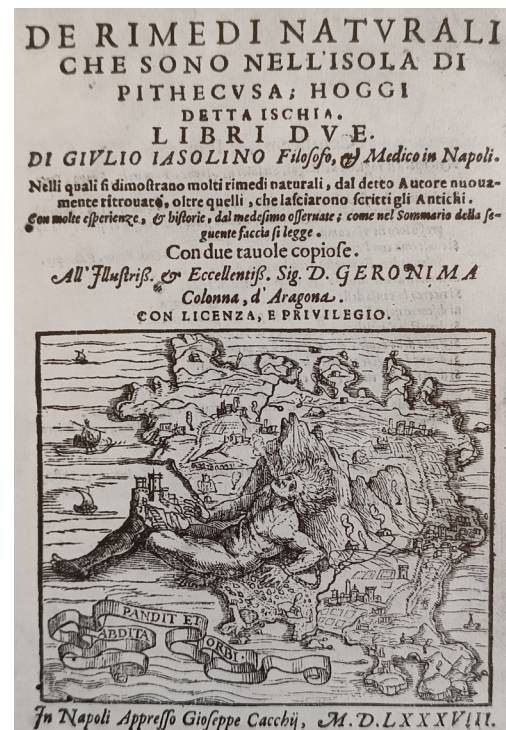 DE RIMEDI NATVRALI
CHE SONO NELL'ISOLA DI
PITHECVSA; HOGGI
DETTA ISCHIA.
LIBRI DVE.
DI GIVLIO IASOLINO Filosofo, & Medico in Napoli.
Nelli quali si dimostrano molti rimedi naturali, dal detto Autore nuoua-
mente ritrouati, oltre quelli, che lasciarono scritti gli Antichi.
Con molte esperienze, & historie, dal medesimo osseruate; come nel Sommario della se-
guente faccia si legge.
Con due tauole copiose.
All'Illustriss. & Eccellentiss. Sig. D. GERONIMA
Colonna, d'Aragona.
CON LICENZA, E PRIVILEGIO.
PANDIT ET
ABDITA
ORBI
In Napoli Appresso Gioseppe Cacchij, M.D.LXXXVIII.